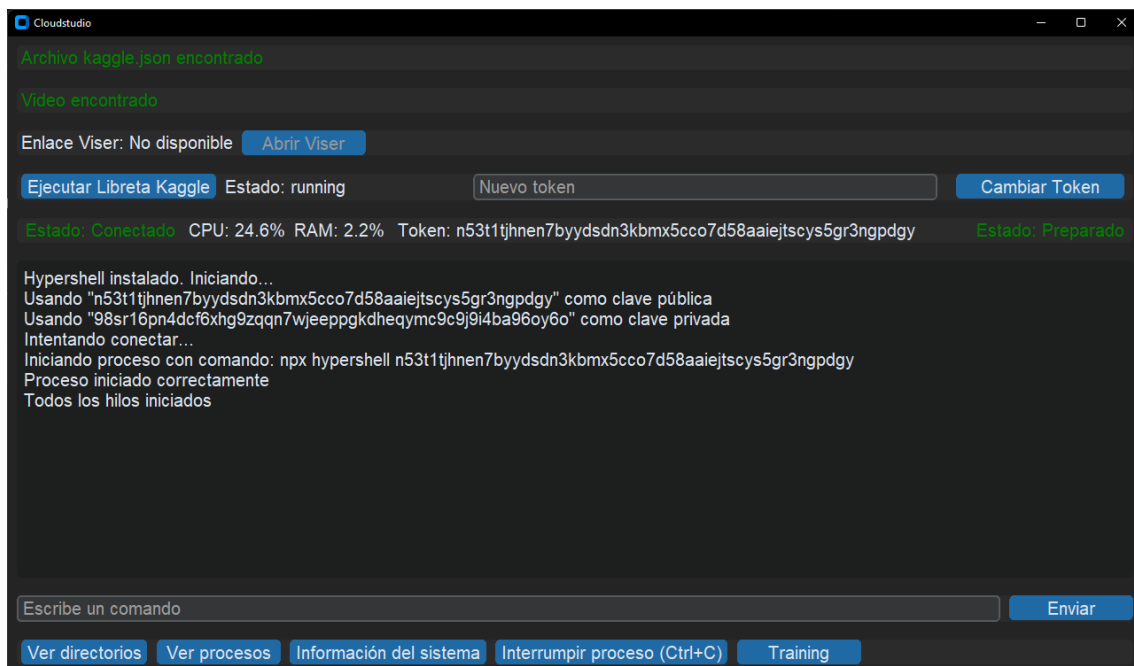 Cloudstudio
Archivo kaggle.json encontrado
Video encontrado
Enlace Viser: No disponible Abrir Viser
Ejecutar Libreta Kaggle Estado: running Nuevo token Cambiar Token
Estado: Conectado CPU: 24.6% RAM: 2.2% Token: n53t1tjhnen7byydsdn3kbmx5cco7d58aaiejtscys5gr3ngpdgy Estado: Preparado
Hypershell instalado. Iniciando...
Usando "n53t1tjhnen7byydsdn3kbmx5cco7d58aaiejtscys5gr3ngpdgy" como clave pública
Usando "98sr16pn4dcf6xhg9zqqn7wjeeppgkdheqymc9c9j9i4ba96oy6o" como clave privada
Intentando conectar...
Iniciando proceso con comando: npx hypershell n53t1tjhnen7byydsdn3kbmx5cco7d58aaiejtscys5gr3ngpdgy
Proceso iniciado correctamente
Todos los hilos iniciados
Escribe un comando Enviar
Ver directorios Ver procesos Información del sistema Interrumpir proceso (Ctrl+C) Training